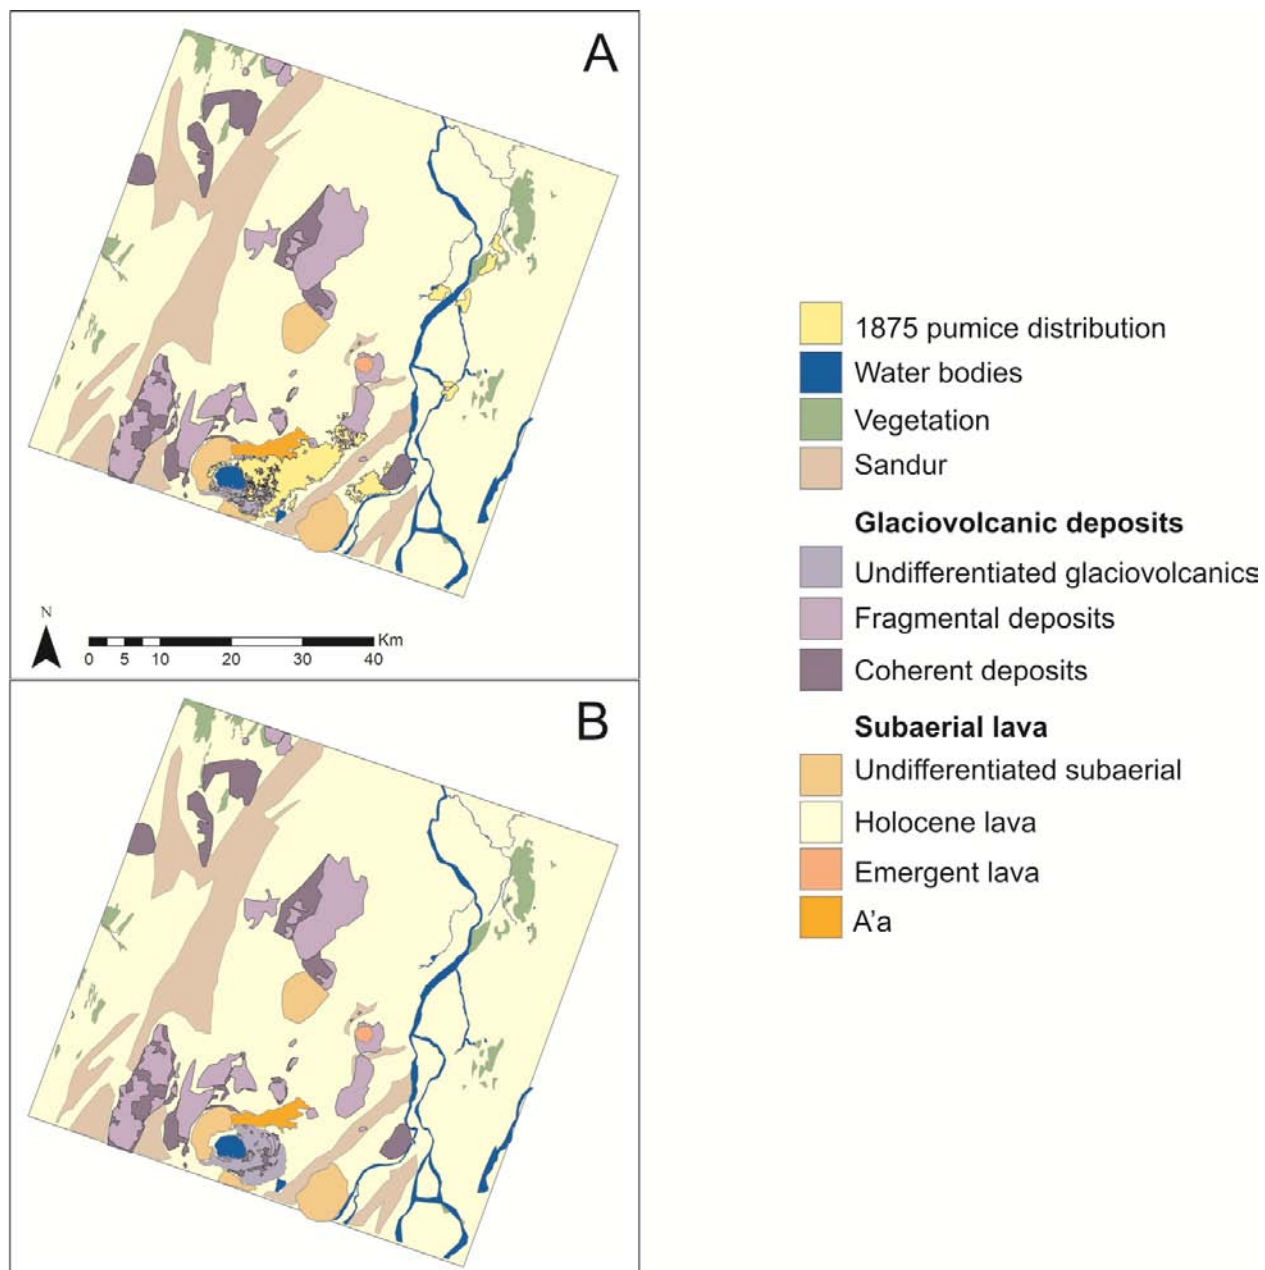 A
N
Km
0 5 10 20 30 40
B
1875 pumice distribution
Water bodies
Vegetation
Sandur
Glaciovolcanic deposits
Undifferentiated glaciovolcanics
Fragmental deposits
Coherent deposits
Subaerial lava
Undifferentiated subaerial
Holocene lava
Emergent lava
A'a